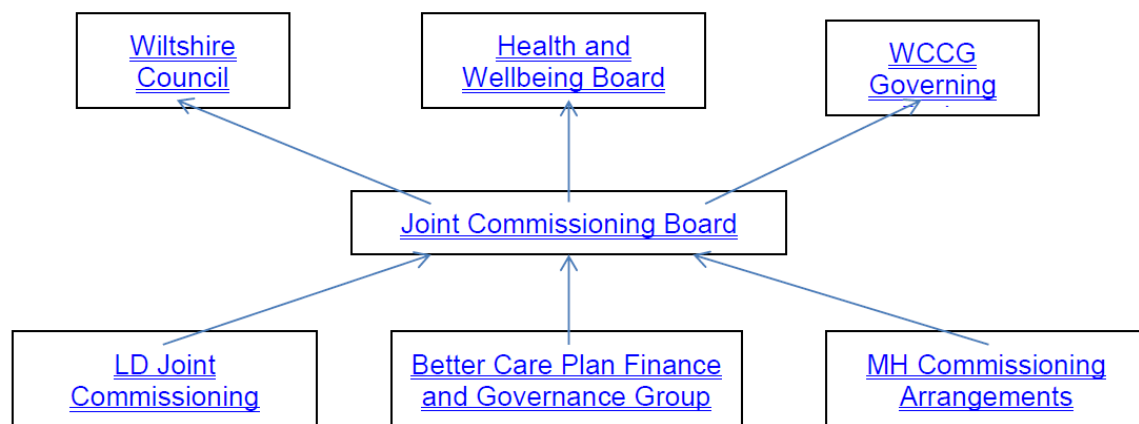 Wiltshire
Council
Health and
Wellbeing Board
WCCG
Governing
Joint Commissioning Board
LD Joint
Commissioning
Better Care Plan Finance
and Governance Group
MH Commissioning
Arrangements